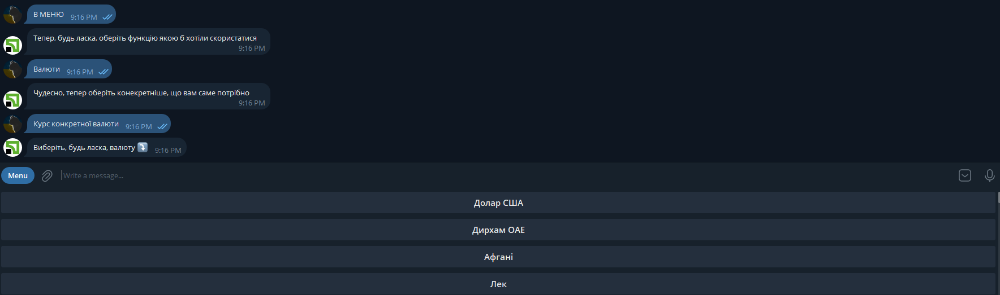 В МЕНЮ 9:16 PM
Тепер, будь ласка, оберіть функцію якою б хотіли скористатися
9:16 PM
Валюти 9:16 PM
Чудесно, тепер оберіть конекретніше, що вам саме потрібно
9:16 PM
Курс конкретної валюти 9:16 PM
Виберіть, будь ласка, валюту ⤵️ 9:16 PM
Menu Write a message...
Долар США
Дирхам ОАЕ
Афгані
Лек